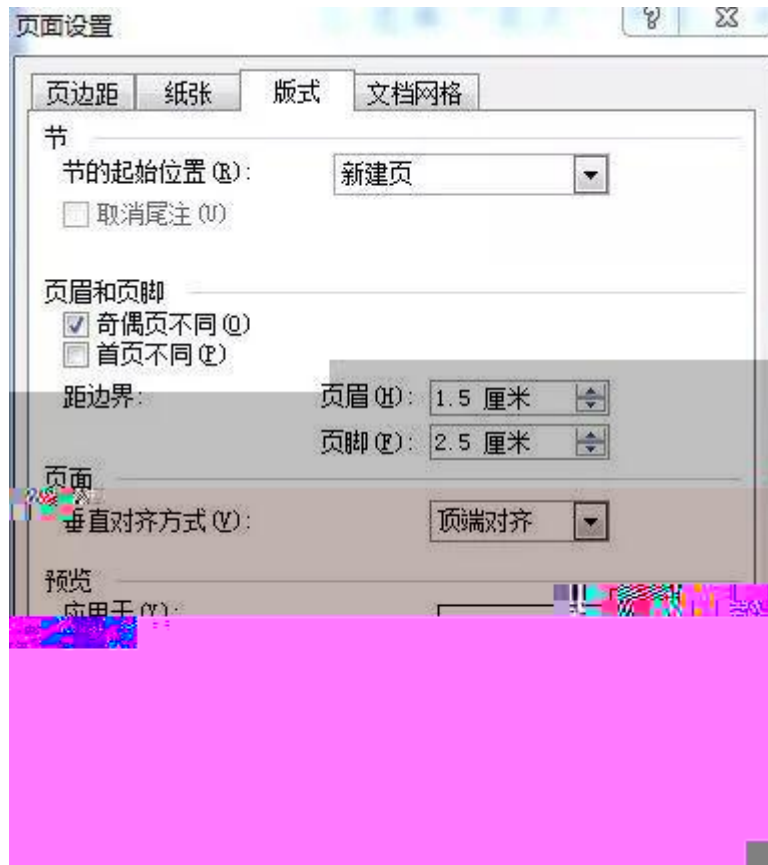 页面设置
页边距 纸张 版式 文档网格
节
节的起始位置(R): 新建页
取消尾注(U)
页眉和页脚
奇偶页不同(O)
首页不同(P)
距边界: 页眉(H): 1.5 厘米
页脚(F): 2.5 厘米
页面
垂直对齐方式(V): 顶端对齐
预览
应用于(Y):